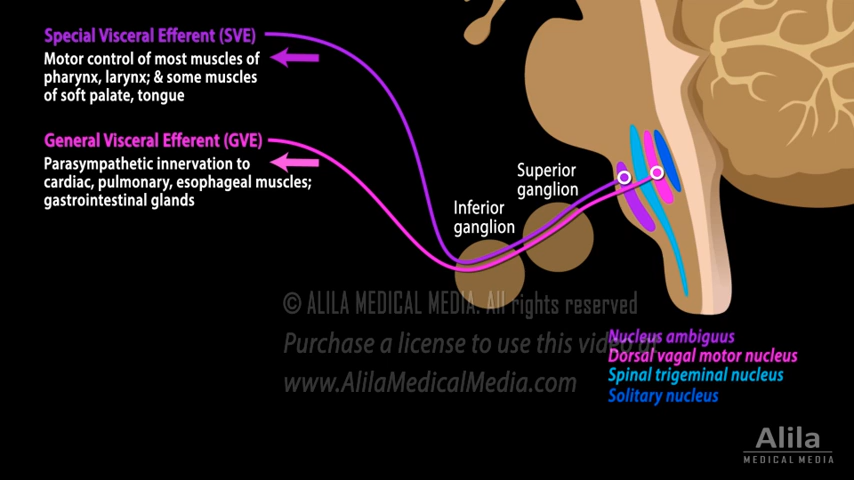 Special Visceral Efferent (SVE)
Motor control of most muscles of
pharynx, larynx; & some muscles
of soft palate, tongue
General Visceral Efferent (GVE)
Parasympathetic innervation to
cardiac, pulmonary, esophageal muscles;
gastrointestinal glands
Superior
ganglion
Inferior
ganglion
© ALILA MEDICAL MEDIA. All rights reserved
Purchase a license to use this video at
www.AlilaMedicalMedia.com
Nucleus ambiguus
Dorsal vagal motor nucleus
Spinal trigeminal nucleus
Solitary nucleus
Alila
MEDICAL MEDIA